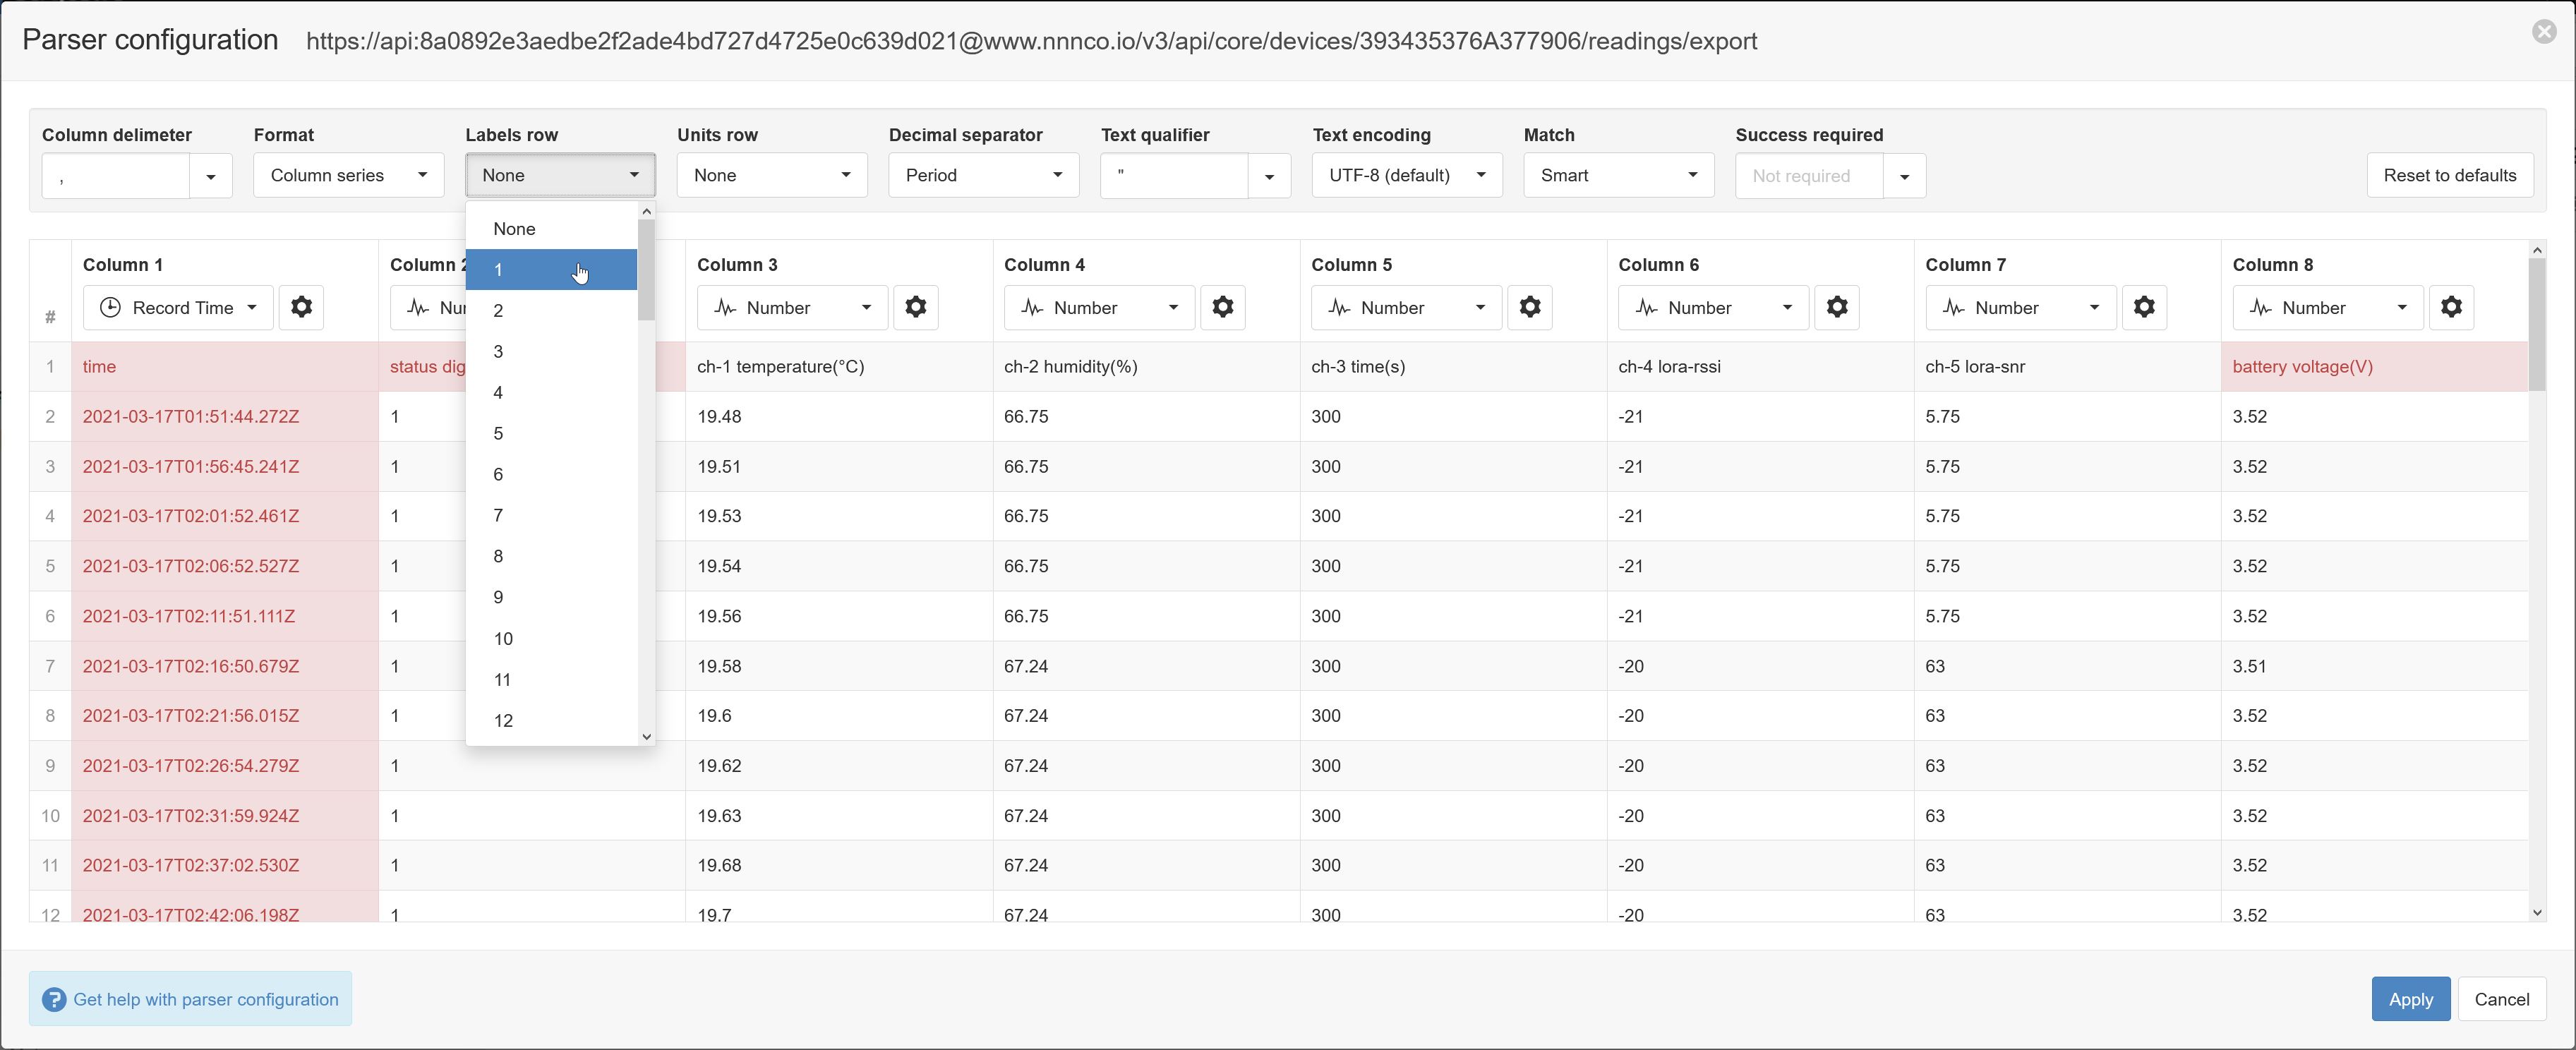 Parser configuration https://api:8a0892e3aedbe2f2ade4bd727d4725e0c639d021@www.nnnco.io/v3/api/core/devices/393435376A377906/readings/export
Column delimeter Format Labels row Units row Decimal separator Text qualifier Text encoding Match Success required
, Column series None None Period " UTF-8 (default) Smart Not required Reset to defaults
None
1
2
3
4
5
6
7
8
9
10
11
12
Column 1 Column 2 Column 3 Column 4 Column 5 Column 6 Column 7 Column 8
# Record Time Nu Number Number Number Number Number Number
1 time status dig ch-1 temperature(°C) ch-2 humidity(%) ch-3 time(s) ch-4 lora-rssi ch-5 lora-snr battery voltage(V)
2 2021-03-17T01:51:44.272Z 1 19.48 66.75 300 -21 5.75 3.52
3 2021-03-17T01:56:45.241Z 1 19.51 66.75 300 -21 5.75 3.52
4 2021-03-17T02:01:52.461Z 1 19.53 66.75 300 -21 5.75 3.52
5 2021-03-17T02:06:52.527Z 1 19.54 66.75 300 -21 5.75 3.52
6 2021-03-17T02:11:51.111Z 1 19.56 66.75 300 -21 5.75 3.52
7 2021-03-17T02:16:50.679Z 1 19.58 67.24 300 -20 63 3.51
8 2021-03-17T02:21:56.015Z 1 19.6 67.24 300 -20 63 3.52
9 2021-03-17T02:26:54.279Z 1 19.62 67.24 300 -20 63 3.52
10 2021-03-17T02:31:59.924Z 1 19.63 67.24 300 -20 63 3.52
11 2021-03-17T02:37:02.530Z 1 19.68 67.24 300 -20 63 3.52
12 2021-03-17T02:42:06.198Z 1 19.7 67.24 300 -20 63 3.52
? Get help with parser configuration Apply Cancel